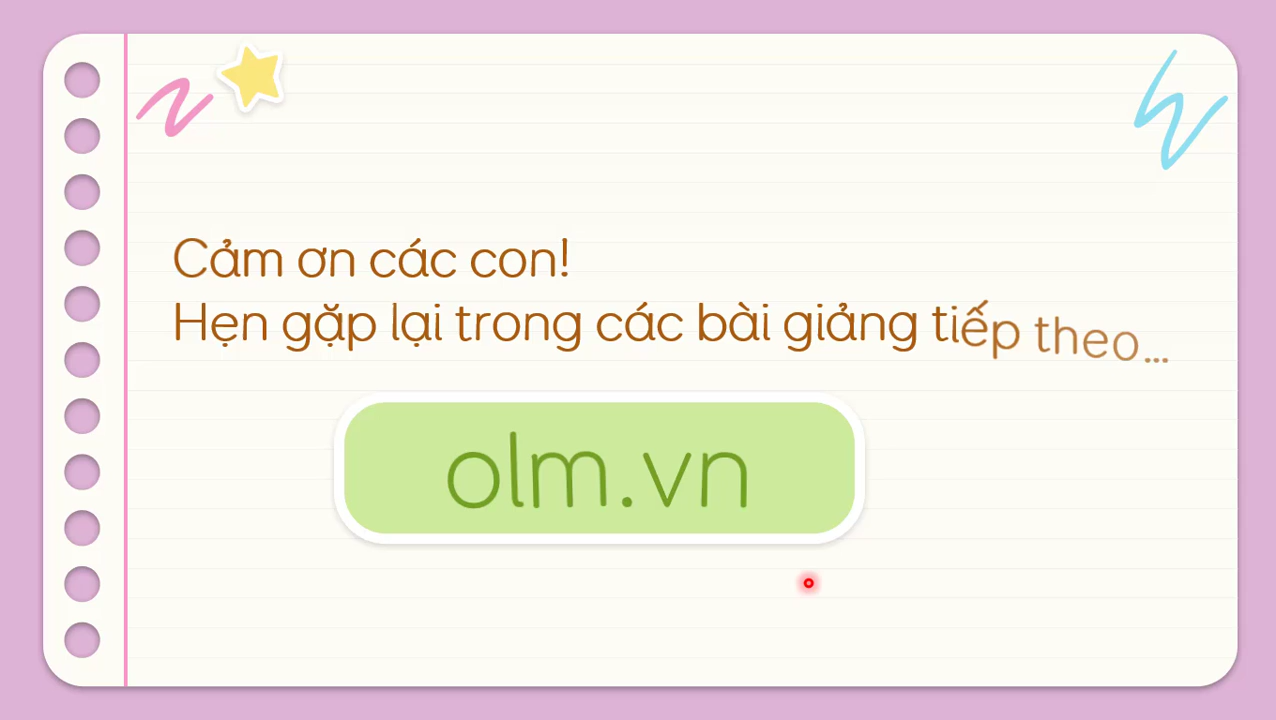 Cảm ơn các con!
Hẹn gặp lại trong các bài giảng tiếp theo...
olm.vn